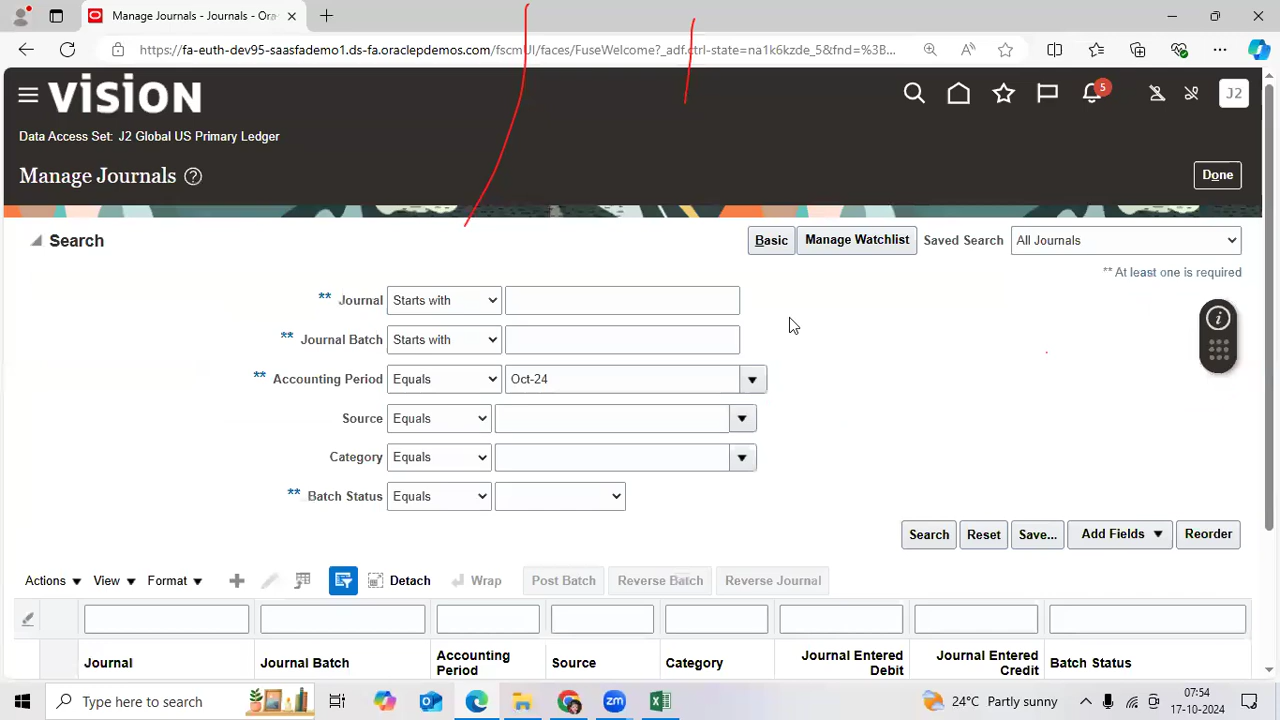 Manage Journals - Journals - Ora
https://fa-euth-dev95-saasfademo1.ds-fa.oraclepdemos.com/fscmUI/faces/FuseWelcome?_adf.ctrl-state=na1k6kzde_5&fnd=%3B...
vision
5
J2
Data Access Set: J2 Global US Primary Ledger
Manage Journals
Done
Search
Basic
Manage Watchlist
Saved Search
All Journals
** At least one is required
** Journal Starts with
** Journal Batch Starts with
** Accounting Period Equals Oct-24
Source Equals
Category Equals
** Batch Status Equals
Search Reset Save... Add Fields Reorder
Actions View Format Detach Wrap Post Batch Reverse Batch Reverse Journal
Journal
Journal Batch
Accounting Period
Source
Category
Journal Entered Debit
Journal Entered Credit
Batch Status
Type here to search
zm
24°C Partly sunny
07:54
17-10-2024